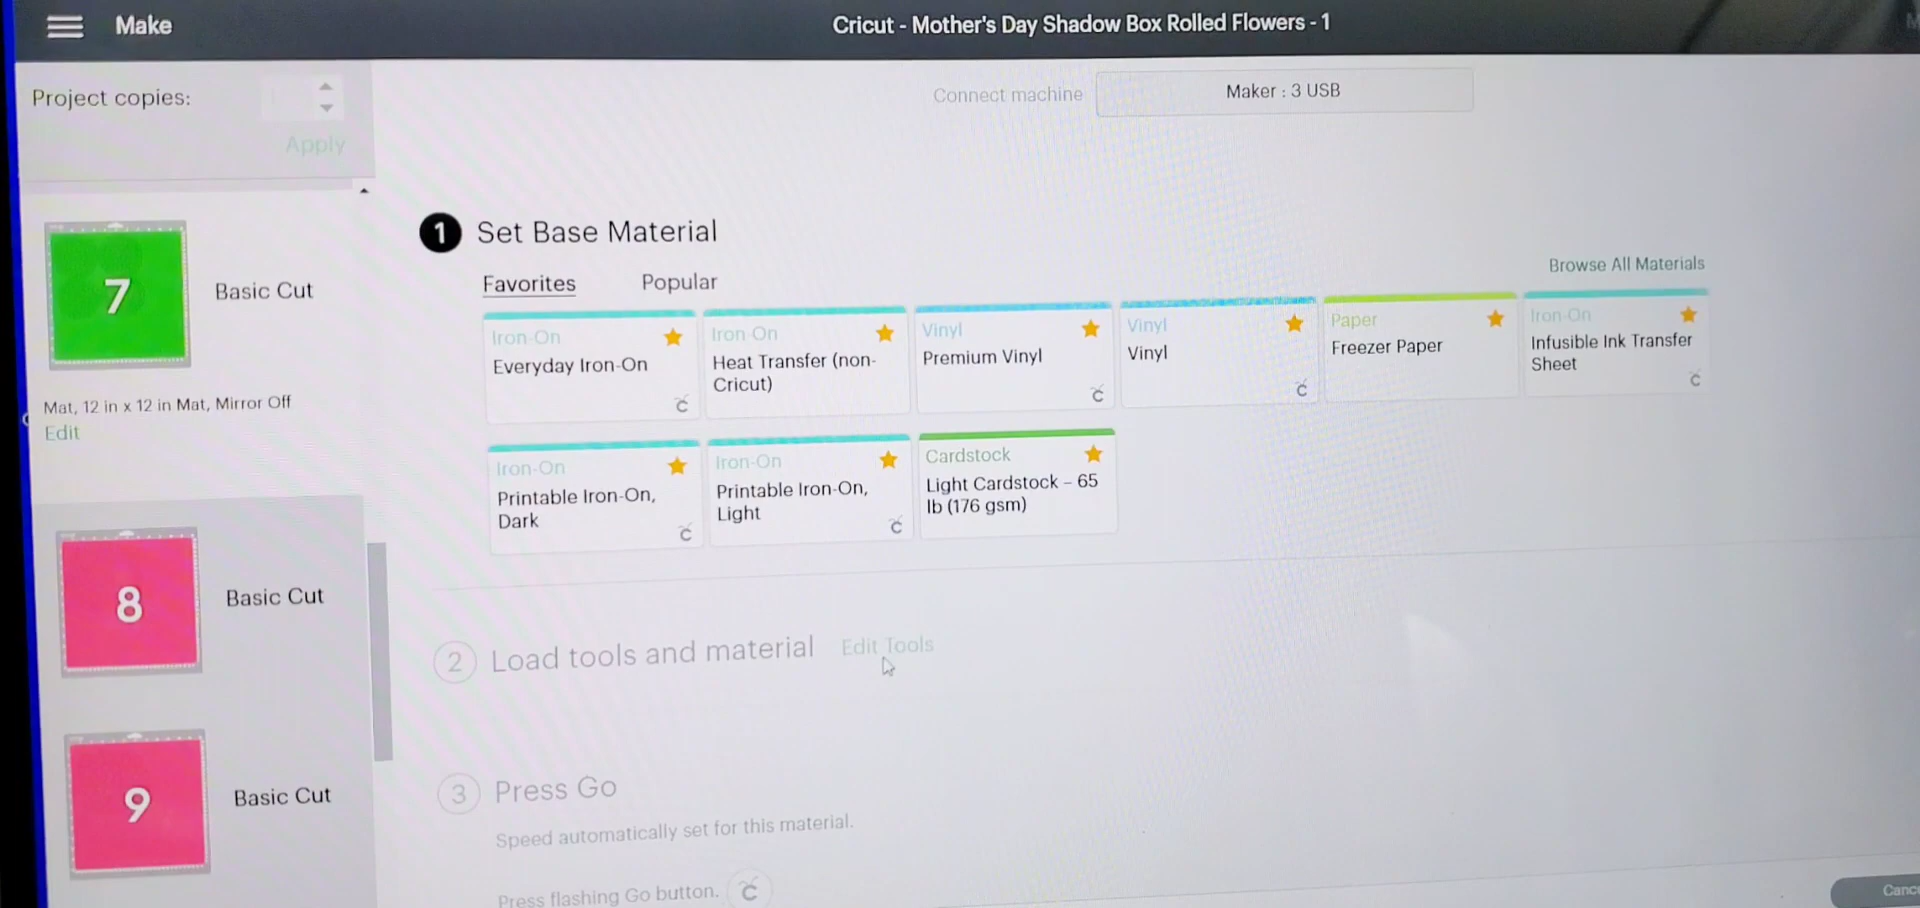 Make
Cricut - Mother's Day Shadow Box Rolled Flowers - 1
Project copies:
Apply
Connect machine
Maker : 3 USB
7
Basic Cut
Mat, 12 in x 12 in Mat, Mirror Off
Edit
8
Basic Cut
9
Basic Cut
1 Set Base Material
Favorites
Popular
Browse All Materials
Iron-On
Everyday Iron-On
Iron-On
Heat Transfer (non-
Cricut)
Vinyl
Premium Vinyl
Vinyl
Vinyl
Paper
Freezer Paper
Iron-On
Infusible Ink Transfer
Sheet
Iron-On
Printable Iron-On,
Dark
Iron-On
Printable Iron-On,
Light
Cardstock
Light Cardstock – 65
lb (176 gsm)
2 Load tools and material
Edit Tools
3 Press Go
Speed automatically set for this material.
Press flashing Go button.